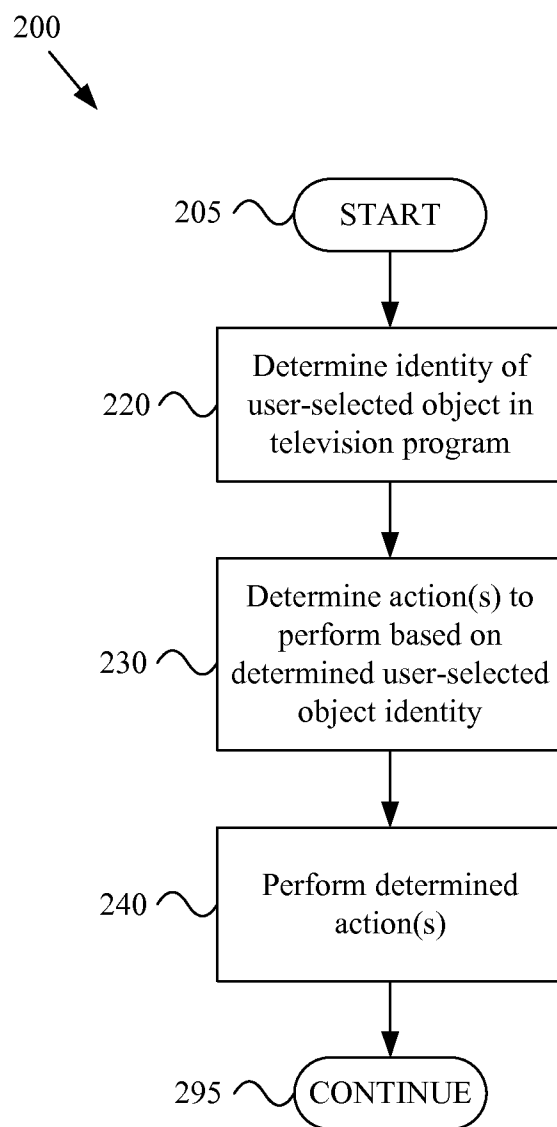 200
205
START
220
Determine identity of
user-selected object in
television program
230
Determine action(s) to
perform based on
determined user-selected
object identity
240
Perform determined
action(s)
295
CONTINUE